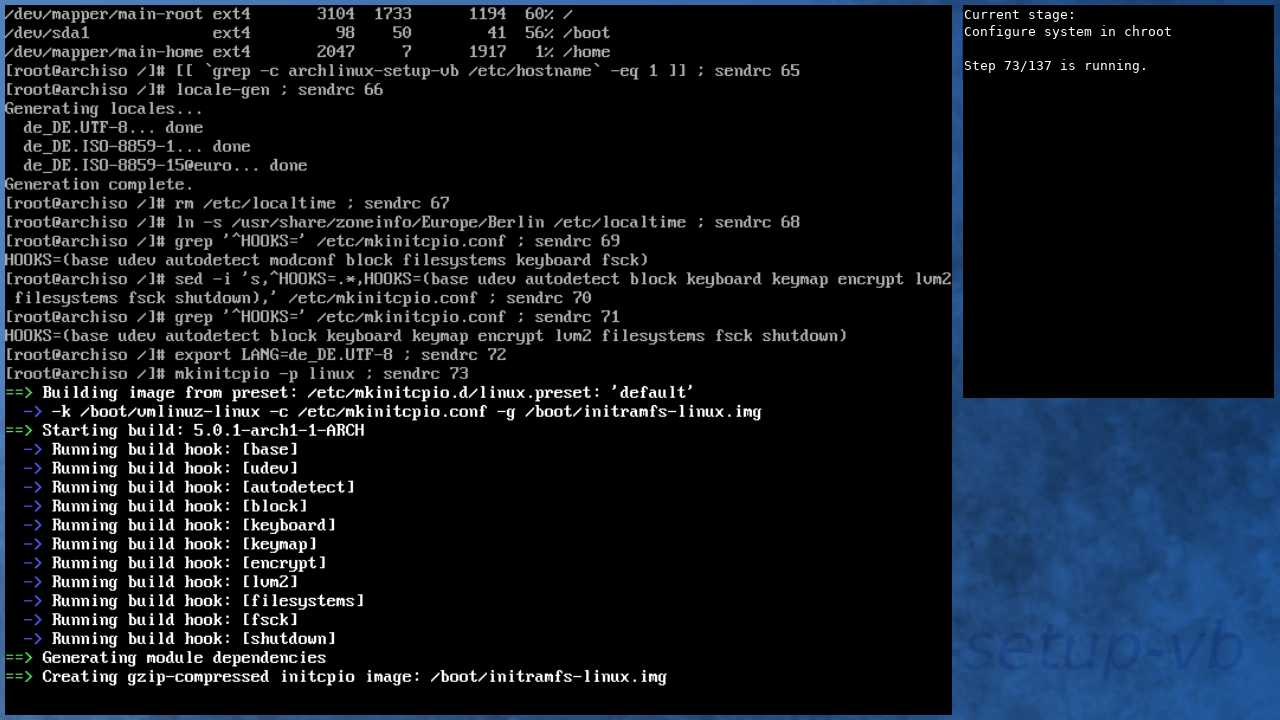 /dev/mapper/main-root ext4       3104  1733      1194  60% /
/dev/sda1             ext4         98    50        41  56% /boot
/dev/mapper/main-home ext4       2047     7      1917   1% /home
[root@archiso /]# [[ `grep -c archlinux-setup-vb /etc/hostname` -eq 1 ]] ; sendrc 65
[root@archiso /]# locale-gen ; sendrc 66
Generating locales...
  de_DE.UTF-8... done
  de_DE.ISO-8859-1... done
  de_DE.ISO-8859-15@euro... done
Generation complete.
[root@archiso /]# rm /etc/localtime ; sendrc 67
[root@archiso /]# ln -s /usr/share/zoneinfo/Europe/Berlin /etc/localtime ; sendrc 68
[root@archiso /]# grep '^HOOKS=' /etc/mkinitcpio.conf ; sendrc 69
HOOKS=(base udev autodetect modconf block filesystems keyboard fsck)
[root@archiso /]# sed -i 's,^HOOKS=.*,HOOKS=(base udev autodetect block keyboard keymap encrypt lvm2
 filesystems fsck shutdown),' /etc/mkinitcpio.conf ; sendrc 70
[root@archiso /]# grep '^HOOKS=' /etc/mkinitcpio.conf ; sendrc 71
HOOKS=(base udev autodetect block keyboard keymap encrypt lvm2 filesystems fsck shutdown)
[root@archiso /]# export LANG=de_DE.UTF-8 ; sendrc 72
[root@archiso /]# mkinitcpio -p linux ; sendrc 73
==> Building image from preset: /etc/mkinitcpio.d/linux.preset: 'default'
  -> -k /boot/vmlinuz-linux -c /etc/mkinitcpio.conf -g /boot/initramfs-linux.img
==> Starting build: 5.0.1-arch1-1-ARCH
  -> Running build hook: [base]
  -> Running build hook: [udev]
  -> Running build hook: [autodetect]
  -> Running build hook: [block]
  -> Running build hook: [keyboard]
  -> Running build hook: [keymap]
  -> Running build hook: [encrypt]
  -> Running build hook: [lvm2]
  -> Running build hook: [filesystems]
  -> Running build hook: [fsck]
  -> Running build hook: [shutdown]
==> Generating module dependencies
==> Creating gzip-compressed initcpio image: /boot/initramfs-linux.img
Current stage:
Configure system in chroot
Step 73/137 is running.
-setup-vb